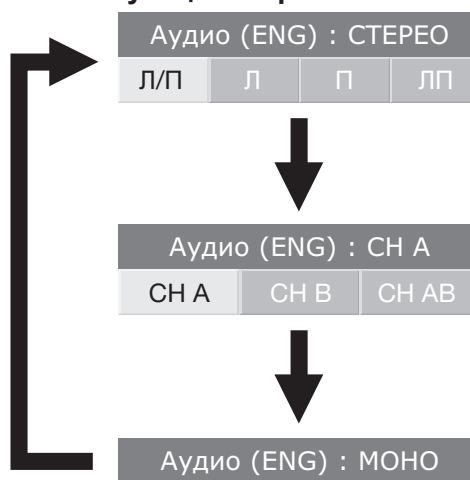 Аудио (ENG) : СТЕРЕО
Л/П Л П ЛП
Аудио (ENG) : CH A
CH A CH B CH AB
Аудио (ENG) : МОНО